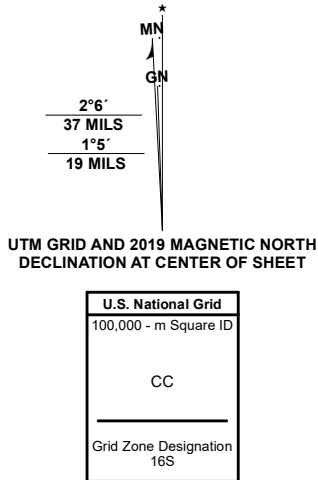 ★
MN
GN
2°6´
37 MILS
1°5´
19 MILS
UTM GRID AND 2019 MAGNETIC NORTH
DECLINATION AT CENTER OF SHEET
U.S. National Grid
100,000 - m Square ID
CC
Grid Zone Designation
16S